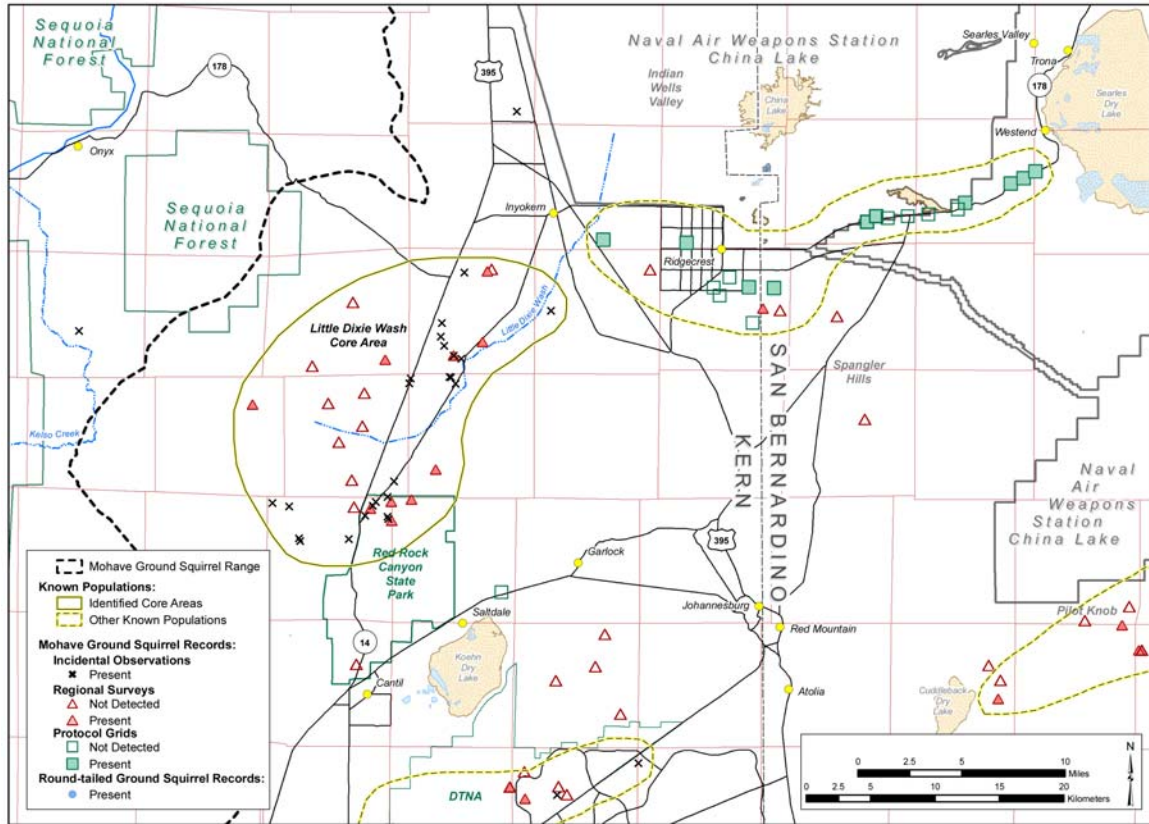 Sequoia
National
Forest
178
395
Naval Air Weapons Station
China Lake
Indian
Wells
Valley
China
Lake
Searles Valley
Trona
178
Searles
Dry
Lake
Westend
Onyx
Sequoia
National
Forest
Inyokern
Ridgecrest
Little Dixie Wash
Little Dixie Wash
Core Area
Kelso Creek
Spangler
Hills
SAN BERNARDINO
KERN
Naval
Air
Weapons
Station
China Lake
Red Rock
Canyon
State
Park
Garlock
395
Johannesburg
Red Mountain
Pilot Knob
Saltdale
Koehn
Dry
Lake
14
Cantil
Atolia
Cuddleback
Dry
Lake
DTNA
Mohave Ground Squirrel Range
Known Populations:
Identified Core Areas
Other Known Populations
Mohave Ground Squirrel Records:
Incidental Observations
Present
Regional Surveys
Not Detected
Present
Protocol Grids
Not Detected
Present
Round-tailed Ground Squirrel Records:
Present
N
0 2.5 5 10
Miles
0 2.5 5 10 15 20
Kilometers